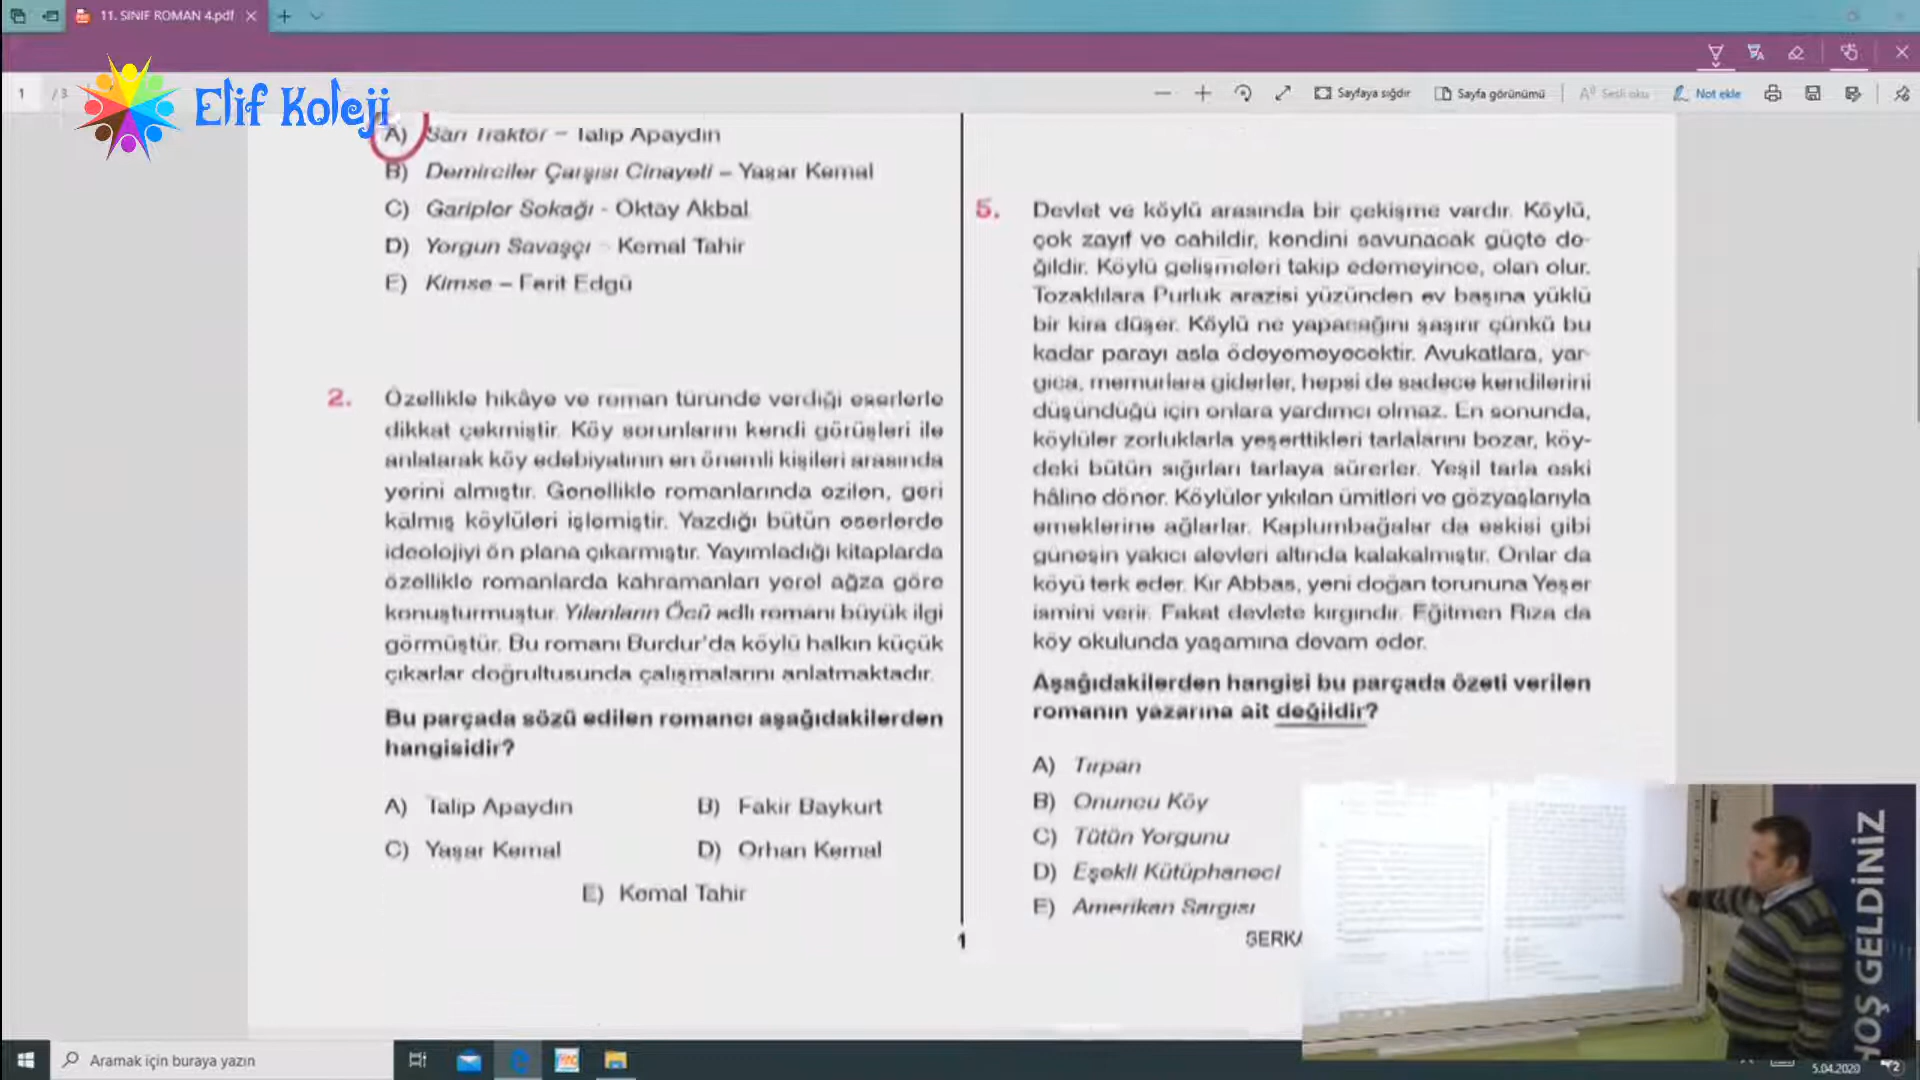 11. SINIF ROMAN 4.pdf
1 / 3
Sayfaya sığdır
Sayfa görünümü
Sesli oku
Not ekle
Elif Koleji
A) Sarı Traktör – Talip Apaydın
B) Demirciler Çarşısı Cinayeti – Yaşar Kemal
C) Garipler Sokağı - Oktay Akbal
D) Yorgun Savaşçı - Kemal Tahir
E) Kimse – Ferit Edgü
2. Özellikle hikâye ve roman türünde verdiği eserlerle
dikkat çekmiştir. Köy sorunlarını kendi görüşleri ile
anlatarak köy edebiyatının en önemli kişileri arasında
yerini almıştır. Genellikle romanlarında ezilen, geri
kalmış köylüleri işlemiştir. Yazdığı bütün eserlerde
ideolojiyi ön plana çıkarmıştır. Yayımladığı kitaplarda
özellikle romanlarda kahramanları yerel ağza göre
konuşturmuştur. Yılanların Öcü adlı romanı büyük ilgi
görmüştür. Bu romanı Burdur'da köylü halkın küçük
çıkarlar doğrultusunda çalışmalarını anlatmaktadır.
Bu parçada sözü edilen romancı aşağıdakilerden
hangisidir?
A) Talip Apaydın B) Fakir Baykurt
C) Yaşar Kemal D) Orhan Kemal
E) Kemal Tahir
5. Devlet ve köylü arasında bir çekişme vardır. Köylü,
çok zayıf ve cahildir, kendini savunacak güçte de-
ğildir. Köylü gelişmeleri takip edemeyince, olan olur.
Tozaklılara Purluk arazisi yüzünden ev başına yüklü
bir kira düşer. Köylü ne yapacağını şaşırır çünkü bu
kadar parayı asla ödeyemeyecektir. Avukatlara, yar-
gıca, memurlara giderler, hepsi de sadece kendilerini
düşündüğü için onlara yardımcı olmaz. En sonunda,
köylüler zorluklarla yeşerttikleri tarlalarını bozar, köy-
deki bütün sığırları tarlaya sürerler. Yeşil tarla eski
hâline döner. Köylüler yıkılan ümitleri ve gözyaşlarıyla
emeklerine ağlarlar. Kaplumbağalar da eskisi gibi
güneşin yakıcı alevleri altında kalakalmıştır. Onlar da
köyü terk eder. Kır Abbas, yeni doğan torununa Yeşer
ismini verir. Fakat devlete kırgındır. Eğitmen Rıza da
köy okulunda yaşamına devam eder.
Aşağıdakilerden hangisi bu parçada özeti verilen
romanın yazarına ait değildir?
A) Tırpan
B) Onuncu Köy
C) Tütün Yorgunu
D) Eşekli Kütüphaneci
E) Amerikan Sargısı
1
SERKA
HOŞ GELDİNİZ
Aramak için buraya yazın
5.04.2020
2